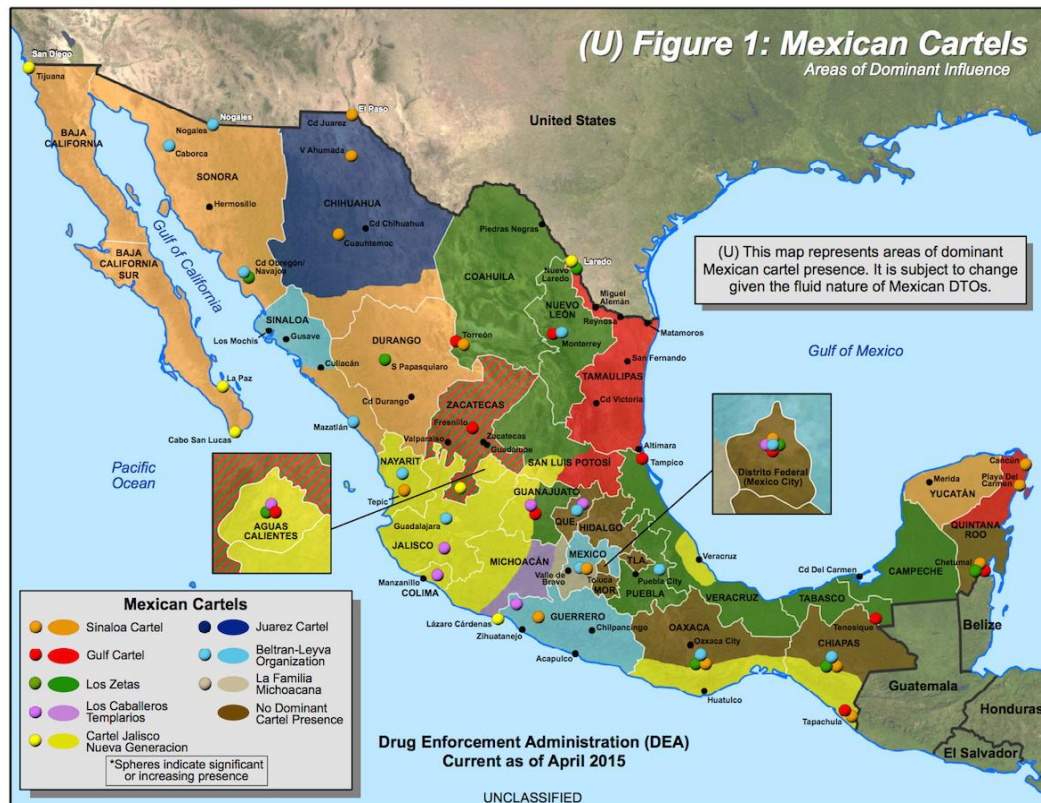 (U) Figure 1: Mexican Cartels
Areas of Dominant Influence
San Diego
Tijuana
BAJA
CALIFORNIA
Nogales
Nogales
Caborca
SONORA
Hermosillo
El Paso
Cd Juarez
V Ahumada
CHIHUAHUA
Cd Chihuahua
Cuauhtemoc
United States
Gulf of California
BAJA
CALIFORNIA
SUR
Cd Obregón/
Navajoa
Piedras Negras
COAHUILA
Laredo
Nuevo
Laredo
NUEVO
LEÓN
Miguel
Alemán
Reynosa
Matamoros
Monterrey
San Fernando
TAMAULIPAS
Cd Victoria
(U) This map represents areas of dominant
Mexican cartel presence. It is subject to change
given the fluid nature of Mexican DTOs.
Gulf of Mexico
SINALOA
Los Mochis
Gusave
Culiacán
DURANGO
S Papasquiaro
Torreón
Cd Durango
La Paz
Cabo San Lucas
Mazatlán
ZACATECAS
Fresnillo
Valparaiso
Zacatecas
Guadalupe
Pacific
Ocean
NAYARIT
Tepic
SAN LUIS POTOSÍ
Altimara
Tampico
Distrito Federal
(Mexico City)
AGUAS
CALIENTES
Guadalajara
JALISCO
GUANAJUATO
QUE
HIDALGO
Manzanillo
COLIMA
MICHOACÁN
MEXICO
Valle de
Bravo
Toluca
MOR
TLA
Puebla City
PUEBLA
Veracruz
VERACRUZ
Lázaro Cárdenas
Zihuatanejo
GUERRERO
Chilpancingo
Acapulco
OAXACA
Oaxaca City
Huatulco
Cd Del Carmen
TABASCO
Tenosique
CHIAPAS
Tapachula
CAMPECHE
Merida
YUCATÁN
Cancún
Playa Del
Carmen
QUINTANA
ROO
Chetumal
Belize
Guatemala
Honduras
El Salvador
Mexican Cartels
Sinaloa Cartel
Gulf Cartel
Los Zetas
Los Caballeros
Templarios
Cartel Jalisco
Nueva Generacion
Juarez Cartel
Beltran-Leyva
Organization
La Familia
Michoacana
No Dominant
Cartel Presence
*Spheres indicate significant
or increasing presence
Drug Enforcement Administration (DEA)
Current as of April 2015
UNCLASSIFIED